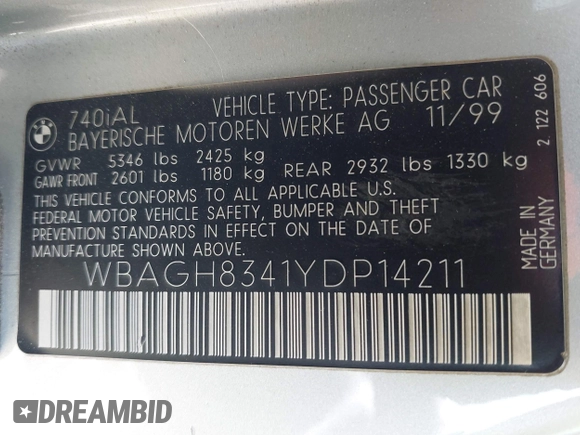 740iAL VEHICLE TYPE: PASSENGER CAR
BAYERISCHE MOTOREN WERKE AG 11/99
GVWR 5346 lbs 2425 kg
GAWR FRONT 2601 lbs 1180 kg REAR 2932 lbs 1330 kg
THIS VEHICLE CONFORMS TO ALL APPLICABLE U.S.
FEDERAL MOTOR VEHICLE SAFETY, BUMPER AND THEFT
PREVENTION STANDARDS IN EFFECT ON THE DATE OF
MANUFACTURE SHOWN ABOVE.
WBAGH8341YDP14211
MADE IN
GERMANY
2 122 606
DREAMBID